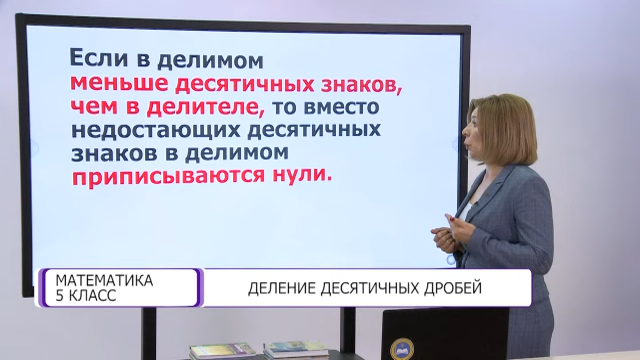 Если в делимом
меньше десятичных знаков,
чем в делителе, то вместо
недостающих десятичных
знаков в делимом
приписываются нули.
МАТЕМАТИКА
5 КЛАСС
ДЕЛЕНИЕ ДЕСЯТИЧНЫХ ДРОБЕЙ